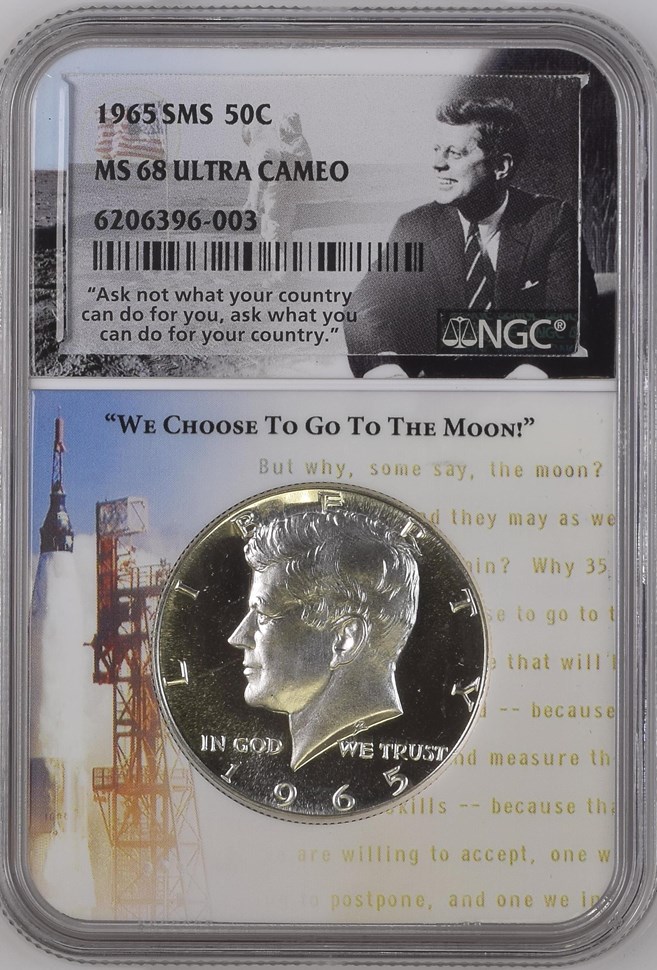 1965 SMS 50C
MS 68 ULTRA CAMEO
6206396-003
“Ask not what your country
can do for you, ask what you
can do for your country.”
NGC®
“WE CHOOSE TO GO TO THE MOON!”
But why, some say, the moon?
they may as we
Why 35,
to go to t
that will
-- because
measure th
-- because tha
are willing to accept, one w
postpone, and one we in
LIBERTY
IN GOD WE TRUST
1965